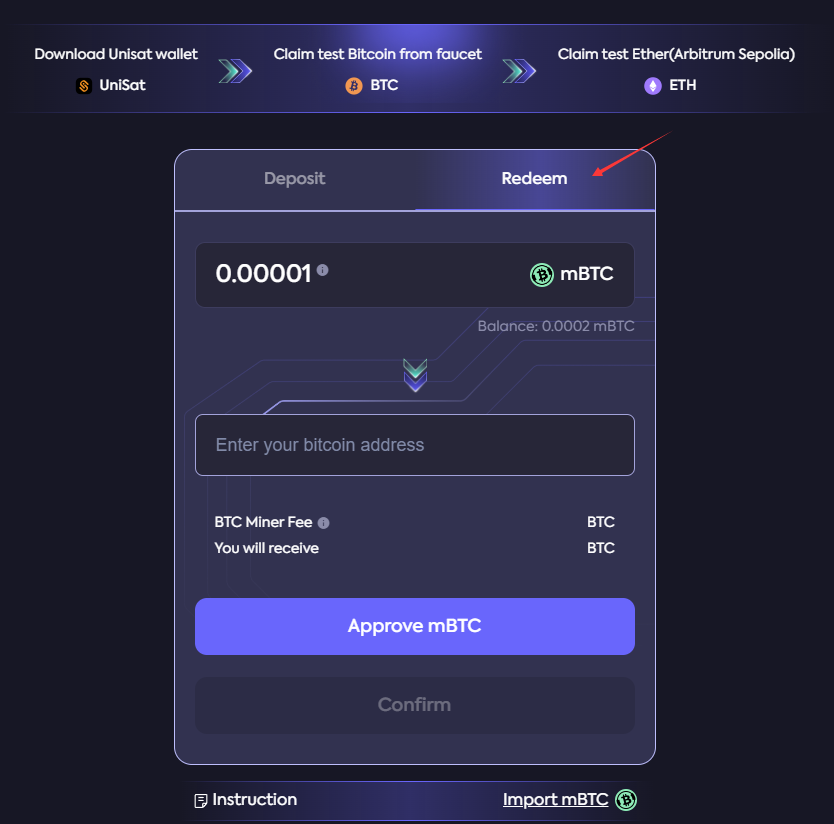 Download Unisat wallet
UniSat
Claim test Bitcoin from faucet
BTC
Claim test Ether(Arbitrum Sepolia)
ETH
Deposit
Redeem
0.00001
mBTC
Balance: 0.0002 mBTC
Enter your bitcoin address
BTC Miner Fee BTC
You will receive BTC
Approve mBTC
Confirm
Instruction
Import mBTC